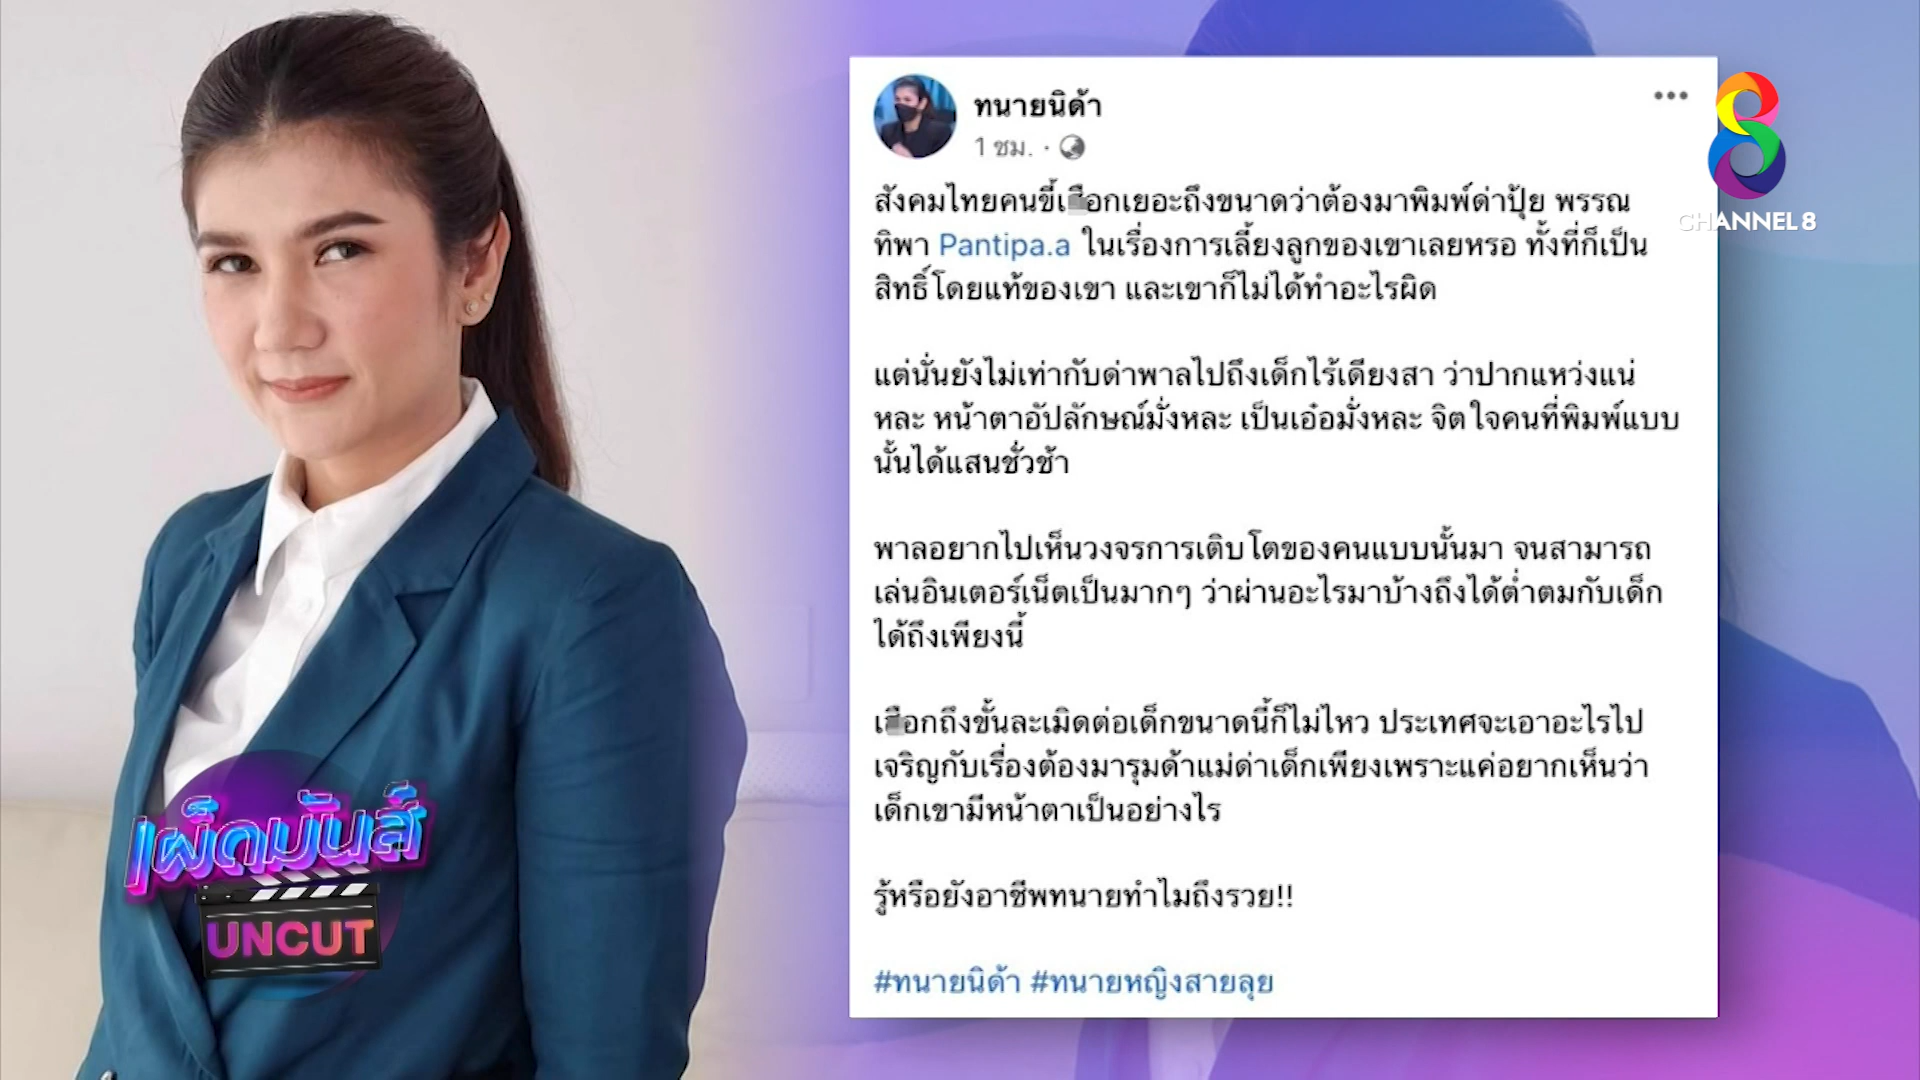 ทนายนิด้า
1 ชม.
สังคมไทยคนขี้เ อกเยอะถึงขนาดว่าต้องมาพิมพ์ด่าปุ้ย พรรณ
ทิพา Pantipa.a ในเรื่องการเลี้ยงลูกของเขาเลยหรอ ทั้งที่ก็เป็น
สิทธิ์โดยแท้ของเขา และเขาก็ไม่ได้ทำอะไรผิด
แต่นั่นยังไม่เท่ากับด่าพาลไปถึงเด็กไร้เดียงสา ว่าปากแหว่งแน่
หละ หน้าตาอัปลักษณ์มั่งหละ เป็นเอ๋อมั่งหละ จิตใจคนที่พิมพ์แบบ
นั้นได้แสนชั่วช้า
พาลอยากไปเห็นวงจรการเติบโตของคนแบบนั้นมา จนสามารถ
เล่นอินเตอร์เน็ตเป็นมากๆ ว่าผ่านอะไรมาบ้างถึงได้ต่ำตมกับเด็ก
ได้ถึงเพียงนี้
เ อกถึงขั้นละเมิดต่อเด็กขนาดนี้ก็ไม่ไหว ประเทศจะเอาอะไรไป
เจริญกับเรื่องต้องมารุมด้าแม่ด่าเด็กเพียงเพราะแค่อยากเห็นว่า
เด็กเขามีหน้าตาเป็นอย่างไร
รู้หรือยังอาชีพทนายทำไมถึงรวย!!
#ทนายนิด้า #ทนายหญิงสายลุย
8
CHANNEL 8
เผ็ดมันส์
UNCUT